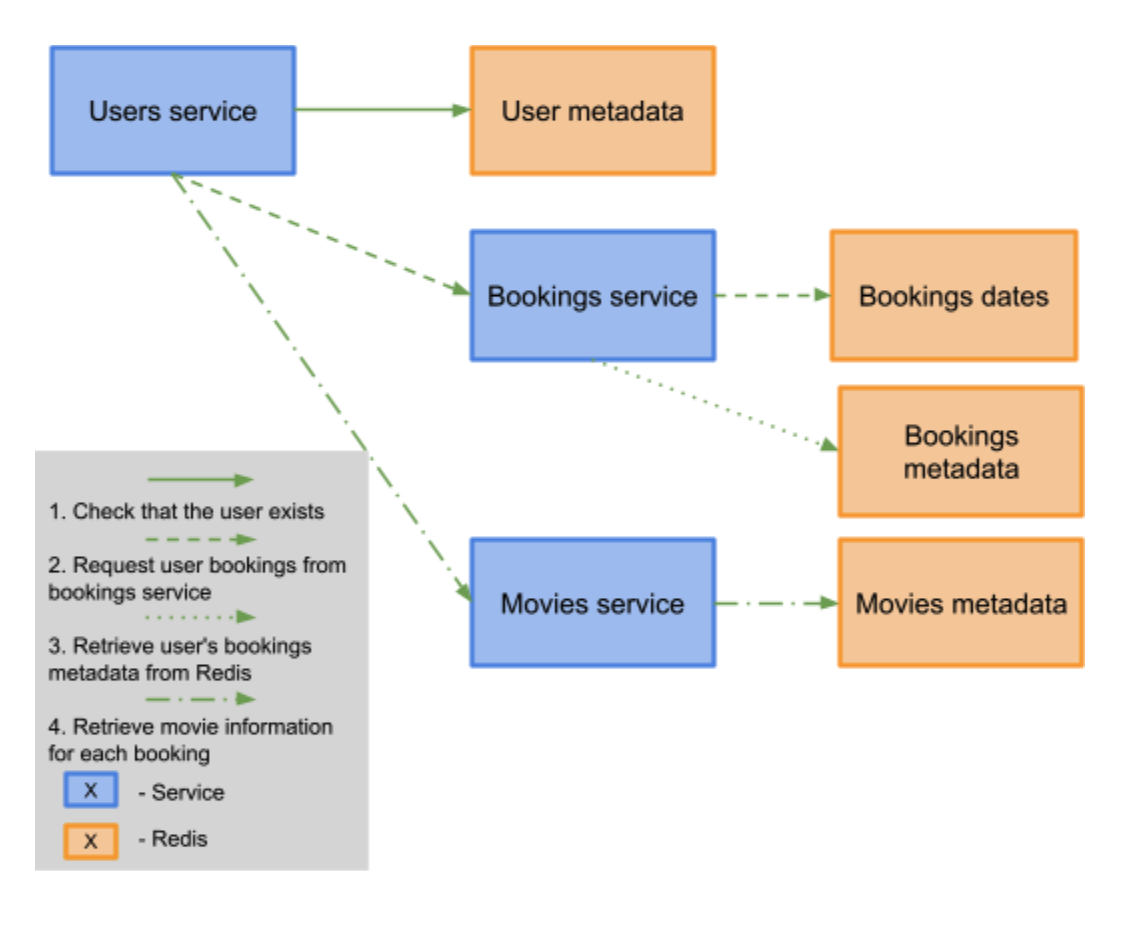 Users service
User metadata
Bookings service
Bookings dates
Bookings
metadata
Movies service
Movies metadata
1. Check that the user exists
2. Request user bookings from
bookings service
3. Retrieve user's bookings
metadata from Redis
4. Retrieve movie information
for each booking
X - Service
X - Redis